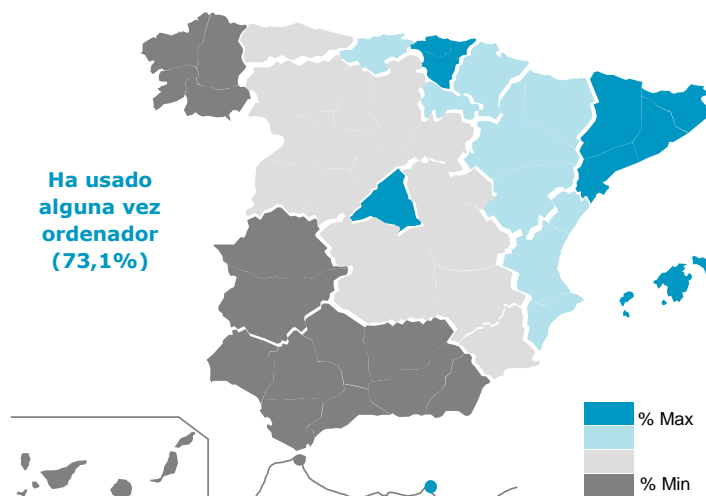 Ha usado
alguna vez
ordenador
(73,1%)
% Max
% Min